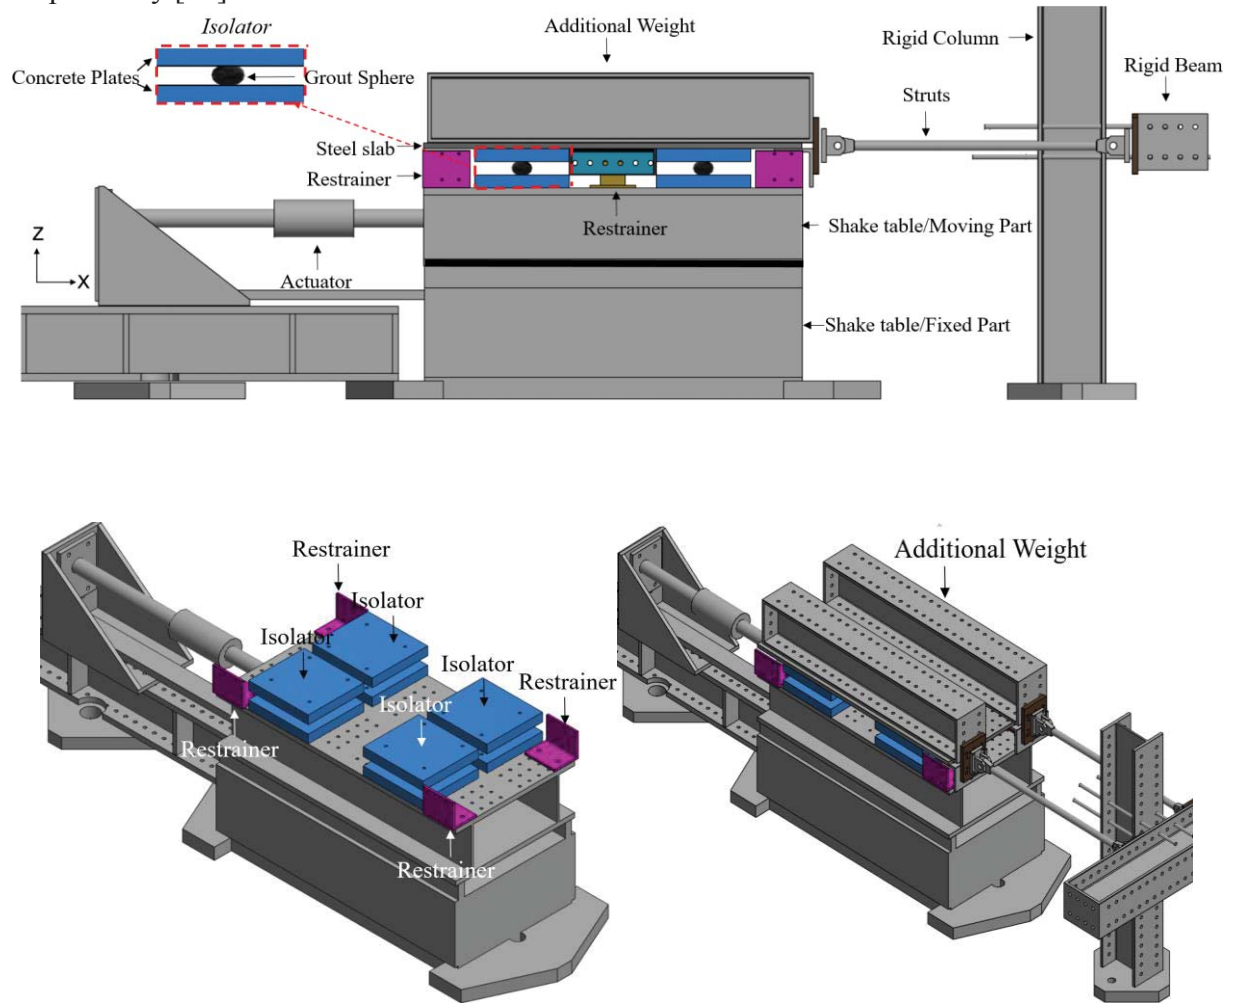 Isolator
Additional Weight
Rigid Column
Rigid Beam
Concrete Plates
Grout Sphere
Struts
Steel slab
Restrainer
Restrainer
Shake table/Moving Part
Z
X
Actuator
Shake table/Fixed Part
Restrainer
Isolator
Isolator
Isolator
Restrainer
Isolator
Restrainer
Restrainer
Additional Weight